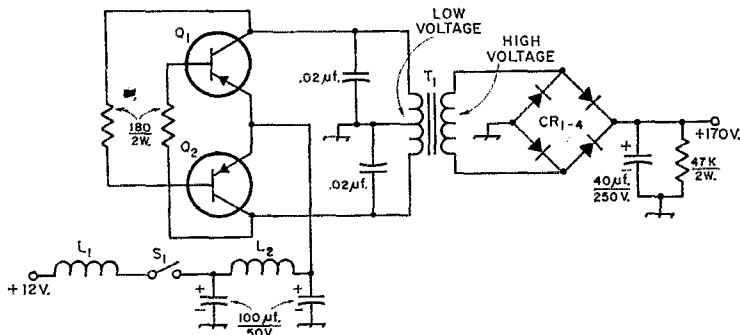 Q1
LOW VOLTAGE
HIGH VOLTAGE
.02µf.
T1
CR1-4
+170V.
180
2W.
Q2
.02µf.
+
40µf.
250V.
47K
2W.
L1
S1
L2
+12V.
+
-
100µf.
50V.
+
-